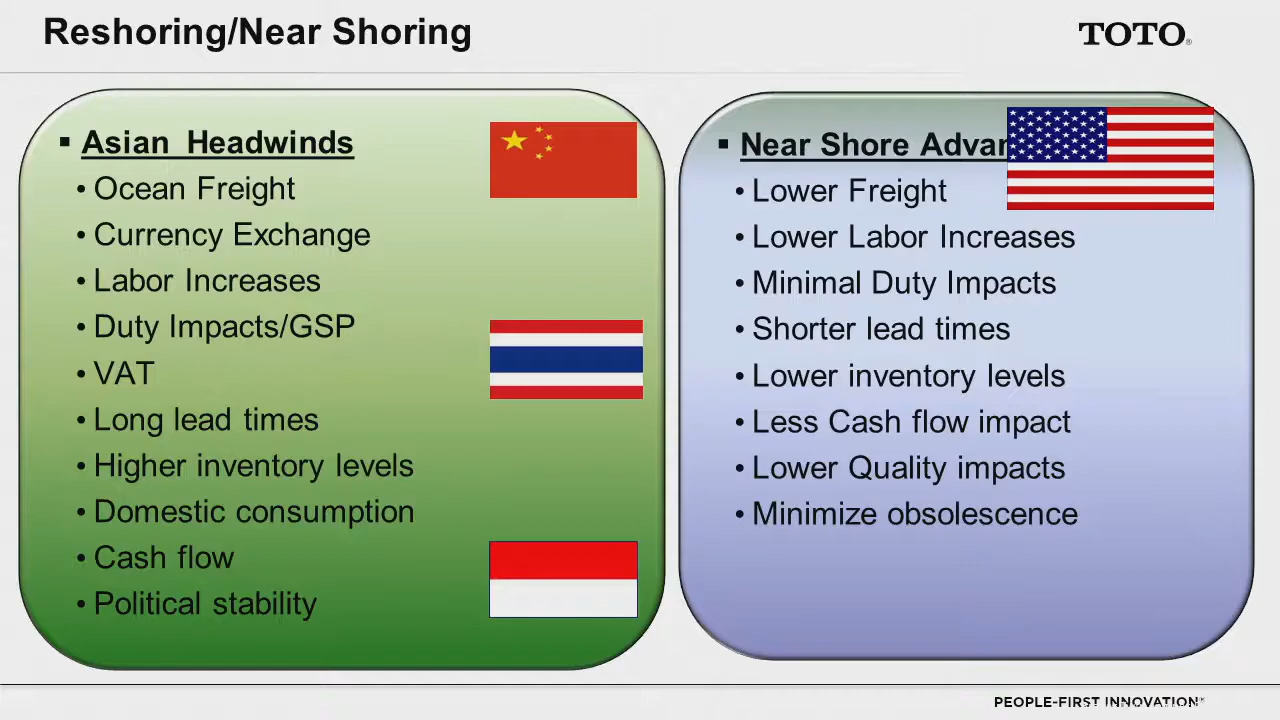 Reshoring/Near Shoring
TOTO®
▪ Asian Headwinds
• Ocean Freight
• Currency Exchange
• Labor Increases
• Duty Impacts/GSP
• VAT
• Long lead times
• Higher inventory levels
• Domestic consumption
• Cash flow
• Political stability
▪ Near Shore
• Lower Freight
• Lower Labor Increases
• Minimal Duty Impacts
• Shorter lead times
• Lower inventory levels
• Less Cash flow impact
• Lower Quality impacts
• Minimize obsolescence
PEOPLE-FIRST INNOVATION